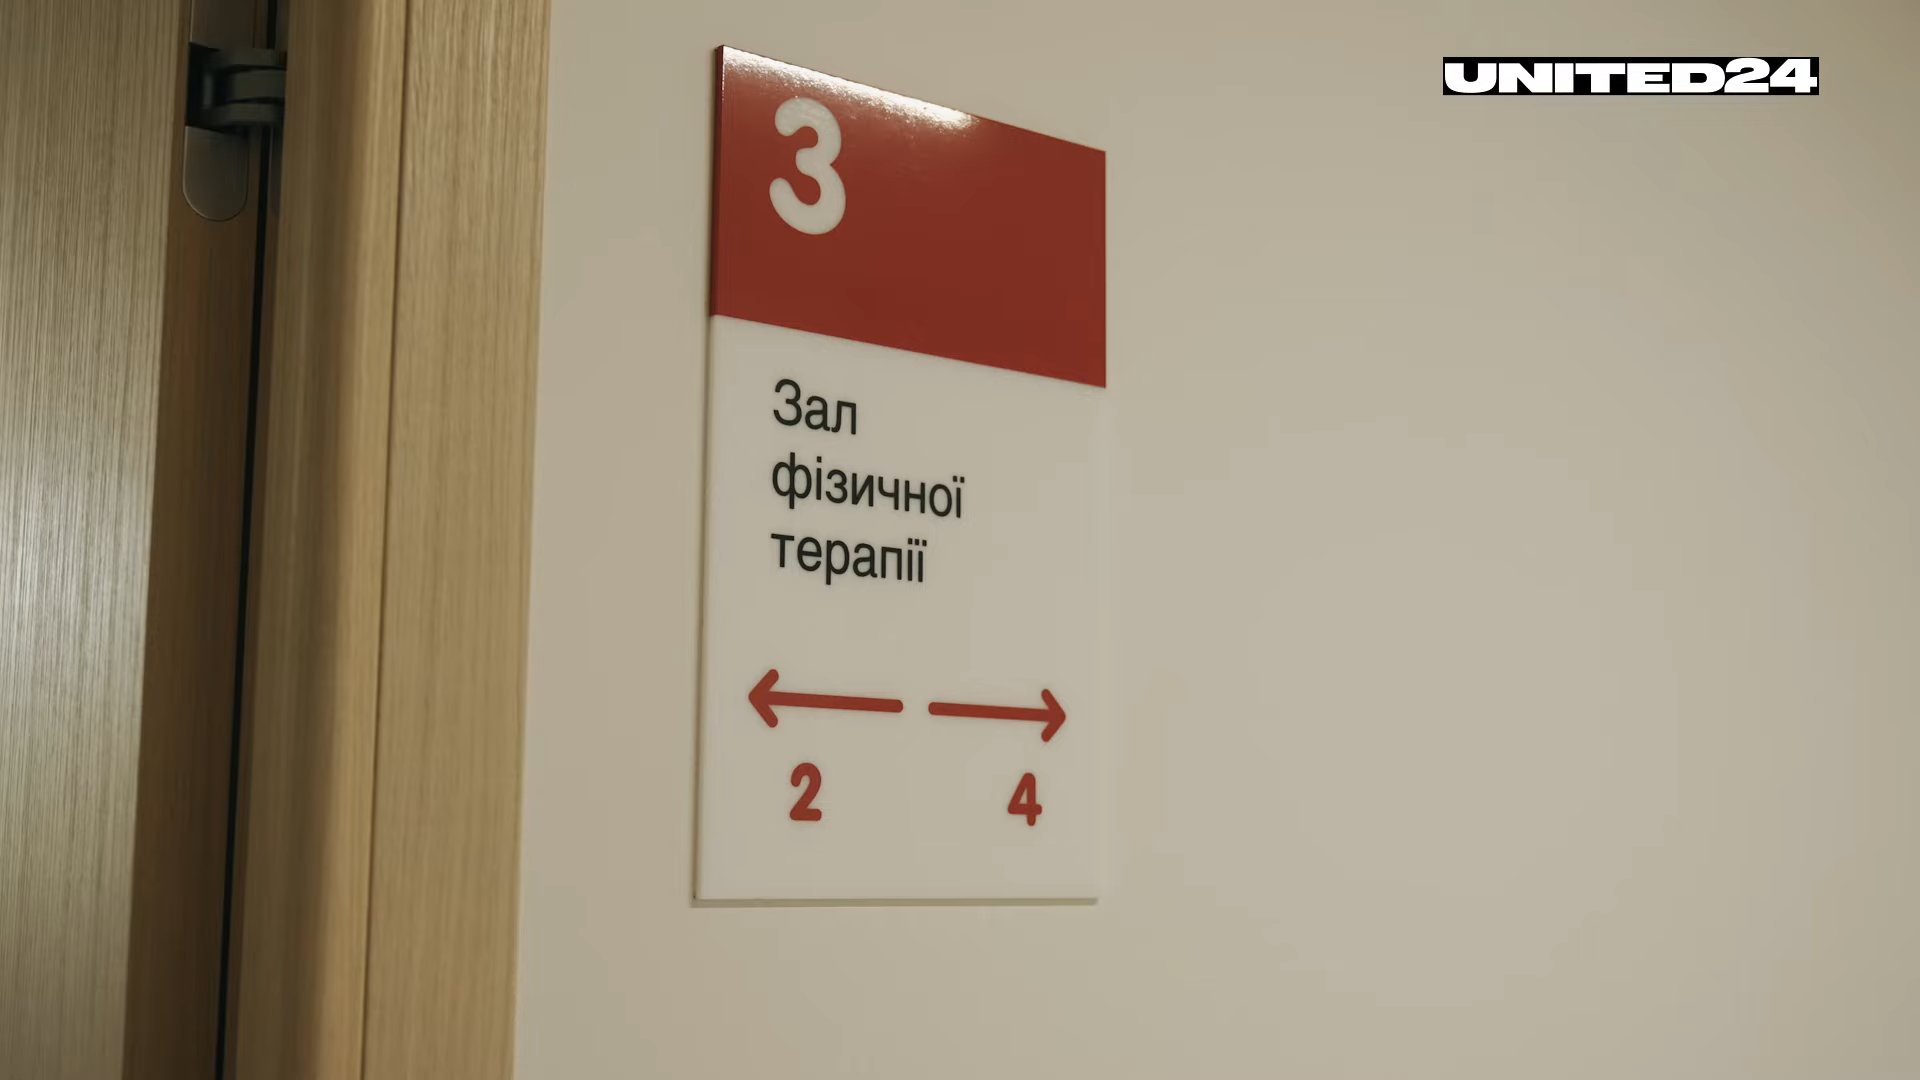 UNITED24
3
Зал
фізичної
терапії
2 4